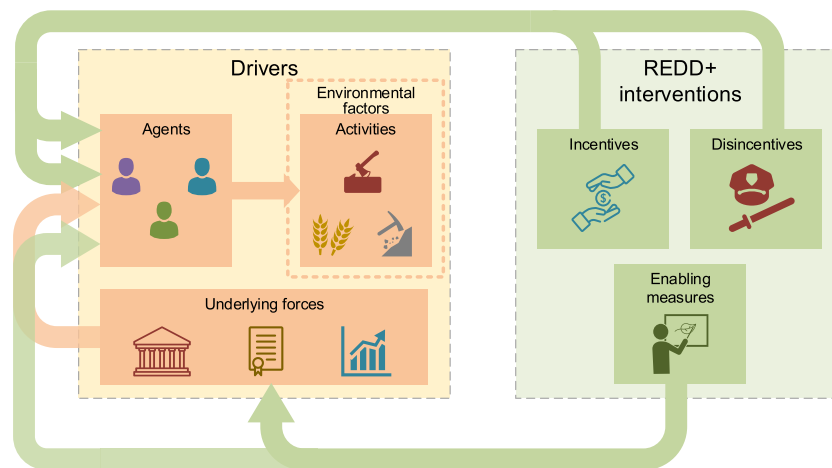 Drivers
Environmental
factors
Agents
Activities
Underlying forces
REDD+
interventions
Incentives
Disincentives
$
Enabling
measures